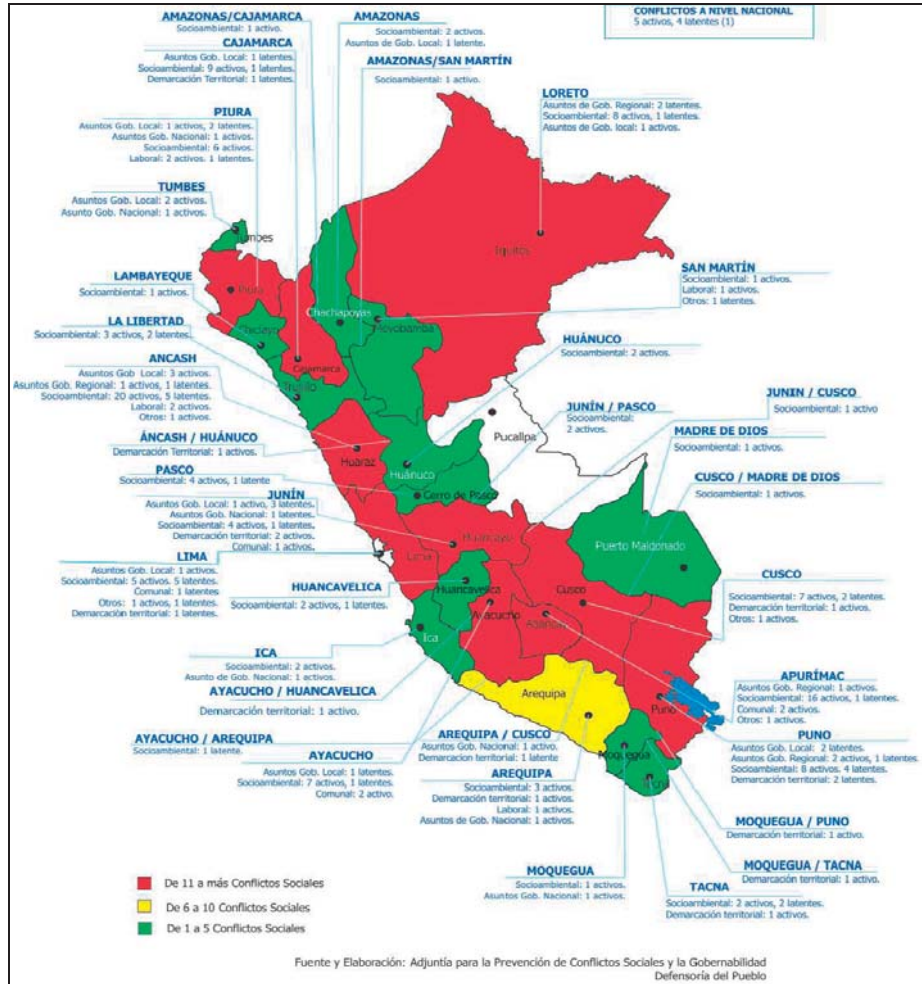 CONFLICTOS A NIVEL NACIONAL
5 activos, 4 latentes (1)
AMAZONAS/CAJAMARCA
Socioambiental: 1 activo.
AMAZONAS
Socioambiental: 2 activos.
Asuntos de Gob. Local: 1 latente.
CAJAMARCA
Asuntos Gob. Local: 1 latentes.
Socioambiental: 9 activos, 1 latentes.
Demarcación Territorial: 1 latentes.
AMAZONAS/SAN MARTÍN
Socioambiental: 1 activo.
LORETO
Asuntos de Gob. Regional: 2 latentes.
Socioambiental: 8 activos, 1 latentes.
Asuntos de Gob. local: 1 activos.
PIURA
Asuntos Gob. Local: 1 activos, 2 latentes.
Asuntos Gob. Nacional: 1 activos.
Socioambiental: 6 activos.
Laboral: 2 activos. 1 latentes.
TUMBES
Asuntos Gob. Local: 2 activos.
Asunto Gob. Nacional: 1 activos.
SAN MARTÍN
Socioambiental: 1 activos.
Laboral: 1 activos.
Otros: 1 latentes.
LAMBAYEQUE
Socioambiental: 1 activos.
LA LIBERTAD
Socioambiental: 3 activos, 2 latentes.
HUÁNUCO
Socioambiental: 2 activos.
ANCASH
Asuntos Gob Local: 3 activos.
Asuntos Gob. Regional: 1 activos, 1 latentes.
Socioambiental: 20 activos, 5 latentes.
Laboral: 2 activos.
Otros: 1 activos.
JUNÍN / PASCO
Socioambiental:
2 activos.
JUNIN / CUSCO
Socioambiental: 1 activo
MADRE DE DIOS
Socioambiental: 1 activos.
ÁNCASH / HUÁNUCO
Demarcación Territorial: 1 activos.
CUSCO / MADRE DE DIOS
Socioambiental: 1 activos.
PASCO
Socioambiental: 4 activos, 1 latente
JUNÍN
Asuntos Gob. Local: 1 activo, 3 latentes.
Asuntos Gob. Nacional: 1 latentes.
Socioambiental: 4 activos, 1 latentes.
Demarcación territorial: 2 activos.
Comunal: 1 activos.
LIMA
Asuntos Gob. Local: 1 activos.
Socioambiental: 5 activos. 5 latentes.
Comunal: 1 latentes
Otros: 1 activos, 1 latentes.
Demarcación territorial: 1 latentes.
HUANCAVELICA
Socioambiental: 2 activos, 1 latentes.
CUSCO
Socioambiental: 7 activos, 2 latentes.
Demarcación territorial: 1 activos.
Otros: 1 activos.
ICA
Socioambiental: 2 activos.
Asunto de Gob. Nacional: 1 activos.
AYACUCHO / HUANCAVELICA
Demarcación territorial: 1 activo.
APURÍMAC
Asuntos Gob. Regional: 1 activos.
Socioambiental: 16 activos, 1 latentes.
Comunal: 2 activos.
Otros: 1 activos.
AYACUCHO / AREQUIPA
Socioambiental: 1 latente.
AYACUCHO
Asuntos Gob. Local: 1 latentes.
Socioambiental: 7 activos, 1 latentes.
Comunal: 2 activo.
AREQUIPA / CUSCO
Asuntos Gob. Nacional: 1 activo.
Demarcacion territorial: 1 latente
AREQUIPA
Socioambiental: 3 activos.
Demarcación territorial: 1 activos.
Laboral: 1 activos.
Asuntos de Gob. Nacional: 1 activos.
PUNO
Asuntos Gob. Local: 2 latentes.
Asuntos Gob. Regional: 2 activos, 1 latentes.
Socioambiental: 8 activos. 4 latentes.
Demarcación territorial: 2 latentes.
MOQUEGUA / PUNO
Demarcación territorial: 1 activo.
MOQUEGUA / TACNA
Demarcación territorial: 1 activo.
MOQUEGUA
Socioambiental: 1 activos.
Asuntos Gob. Nacional: 1 activos.
TACNA
Socioambiental: 2 activos, 2 latentes.
Demarcación territorial: 1 activos.
Piura
Chachapoyas
Moyobamba
Iquitos
Chiclayo
Cajamarca
Trujillo
Pucallpa
Huaraz
Huánuco
Cerro de Pasco
Huancayo
Lima
Puerto Maldonado
Huancavelica
Cusco
Ayacucho
Ica
Arequipa
Puno
Moquegua
De 11 a más Conflictos Sociales
De 6 a 10 Conflictos Sociales
De 1 a 5 Conflictos Sociales
Fuente y Elaboración: Adjuntía para la Prevención de Conflictos Sociales y la Gobernabilidad
Defensoría del Pueblo